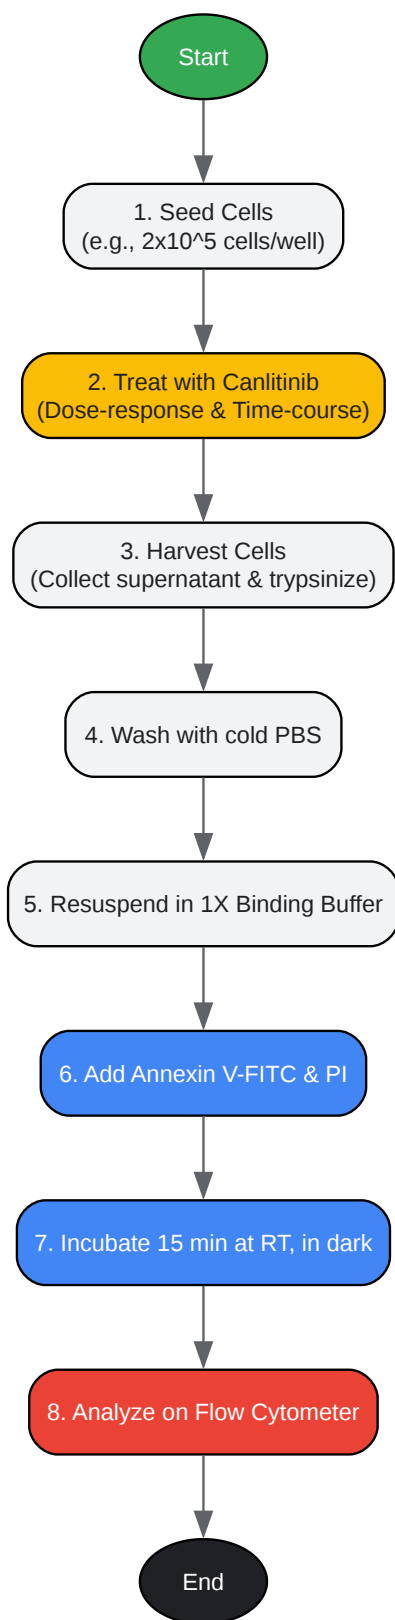 Start
1. Seed Cells
(e.g., 2x10^5 cells/well)
2. Treat with Canlitinib
(Dose-response & Time-course)
3. Harvest Cells
(Collect supernatant & trypsinize)
4. Wash with cold PBS
5. Resuspend in 1X Binding Buffer
6. Add Annexin V-FITC & PI
7. Incubate 15 min at RT, in dark
8. Analyze on Flow Cytometer
End